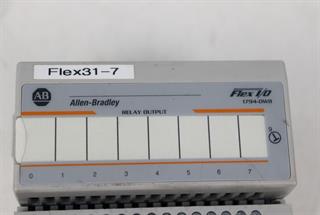 Flex31-7
AB
Allen-Bradley
Flex I/O
1794-OW8
RELAY OUTPUT
0 1 2 3 4 5 6 7